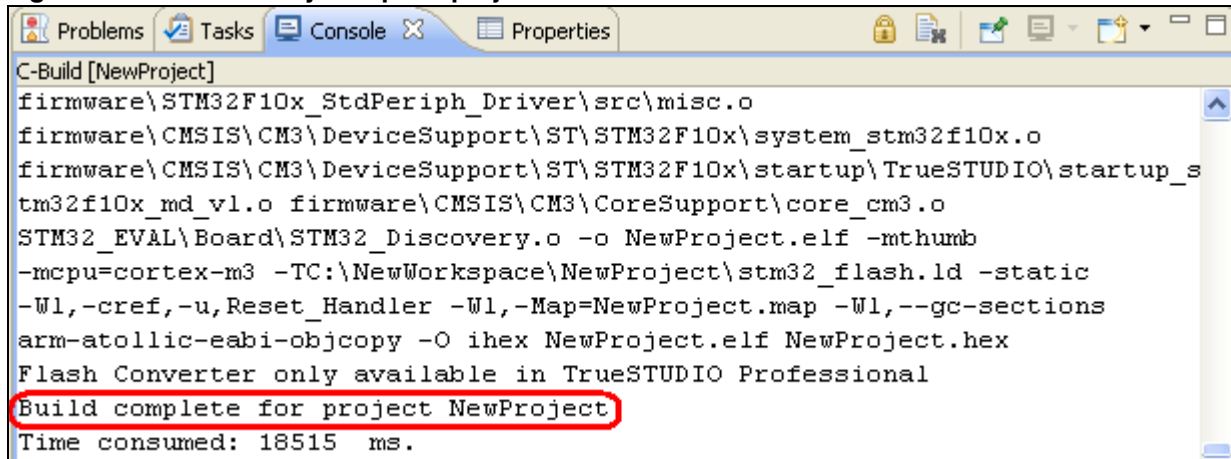 Problems Tasks Console Properties
C-Build [NewProject]
firmware\STM32F10x_StdPeriph_Driver\src\misc.o
firmware\CMSIS\CM3\DeviceSupport\ST\STM32F10x\system_stm32f10x.o
firmware\CMSIS\CM3\DeviceSupport\ST\STM32F10x\startup\TrueSTUDIO\startup_s
tm32f10x_md_vl.o firmware\CMSIS\CM3\CoreSupport\core_cm3.o
STM32_EVAL\Board\STM32_Discovery.o -o NewProject.elf -mthumb
-mcpu=cortex-m3 -TC:\NewWorkspace\NewProject\stm32_flash.ld -static
-Wl,-cref,-u,Reset_Handler -Wl,-Map=NewProject.map -Wl,--gc-sections
arm-atollic-eabi-objcopy -O ihex NewProject.elf NewProject.hex
Flash Converter only available in TrueSTUDIO Professional
Build complete for project NewProject
Time consumed: 18515  ms.